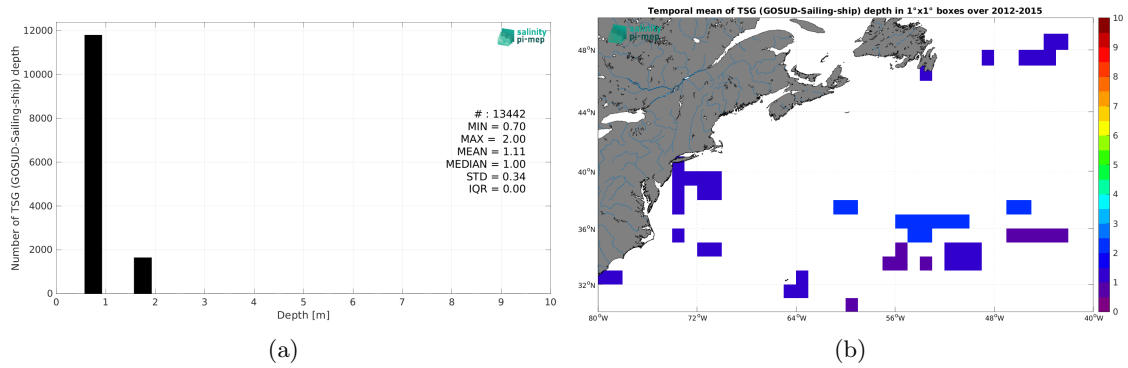 salinity
pi-mep
12000
10000
8000
6000
4000
2000
0
Number of TSG (GOSUD-Sailing-ship) depth
# : 13442
MIN = 0.70
MAX = 2.00
MEAN = 1.11
MEDIAN = 1.00
STD = 0.34
IQR = 0.00
0 1 2 3 4 5 6 7 8 9 10
Depth [m]
(a)
Temporal mean of TSG (GOSUD-Sailing-ship) depth in 1°x1° boxes over 2012-2015
salinity
pi-mep
48°N
44°N
40°N
36°N
32°N
80°W 72°W 64°W 56°W 48°W 40°W
10
9
8
7
6
5
4
3
2
1
0
(b)